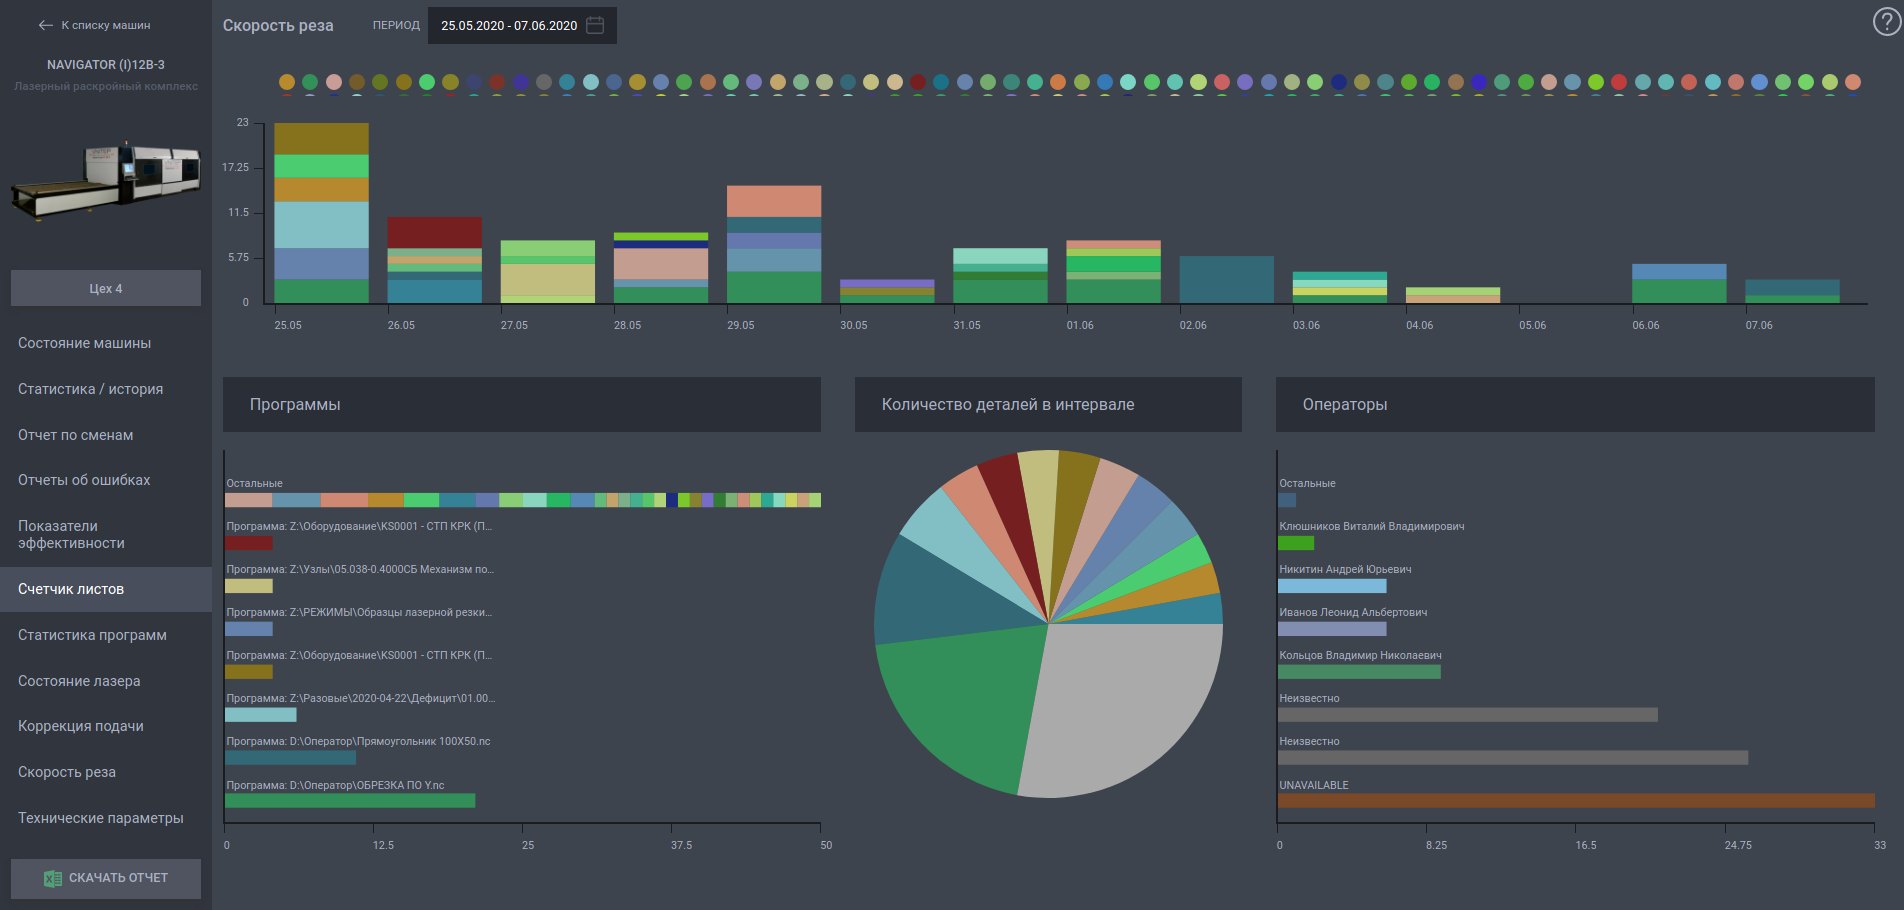 К списку машин
NAVIGATOR (I)12B-3
Лазерный раскройный комплекс
Цех 4
Состояние машины
Статистика / история
Отчет по сменам
Отчеты об ошибках
Показатели
эффективности
Счетчик листов
Статистика программ
Состояние лазера
Коррекция подачи
Скорость реза
Технические параметры
СКАЧАТЬ ОТЧЕТ
Скорость реза
ПЕРИОД
25.05.2020 - 07.06.2020
?
23
17.25
11.5
5.75
0
25.05 26.05 27.05 28.05 29.05 30.05 31.05 01.06 02.06 03.06 04.06 05.06 06.06 07.06
Программы
Остальные
Программа: Z:\Оборудование\KS0001 - СТП КРК (П...
Программа: Z:\Узлы\05.038-0.4000СБ Механизм по...
Программа: Z:\РЕЖИМЫ\Образцы лазерной резки...
Программа: Z:\Оборудование\KS0001 - СТП КРК (П...
Программа: Z:\Разовые\2020-04-22\Дефицит\01.00...
Программа: D:\Оператор\Прямоугольник 100X50.nc
Программа: D:\Оператор\ОБРЕЗКА ПО Y.nc
0 12.5 25 37.5 50
Количество деталей в интервале
Операторы
Остальные
Клюшников Виталий Владимирович
Никитин Андрей Юрьевич
Иванов Леонид Альбертович
Кольцов Владимир Николаевич
Неизвестно
Неизвестно
UNAVAILABLE
0 8.25 16.5 24.75 33